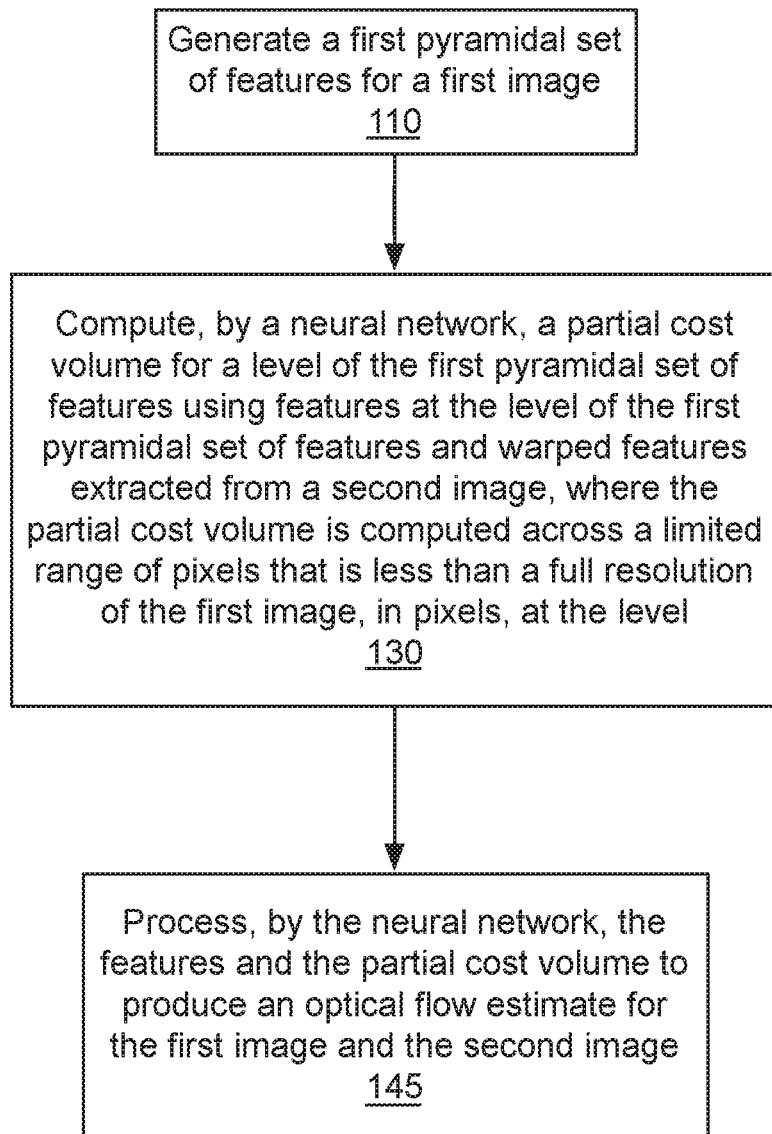 Generate a first pyramidal set
of features for a first image
110
Compute, by a neural network, a partial cost
volume for a level of the first pyramidal set of
features using features at the level of the first
pyramidal set of features and warped features
extracted from a second image, where the
partial cost volume is computed across a limited
range of pixels that is less than a full resolution
of the first image, in pixels, at the level
130
Process, by the neural network, the
features and the partial cost volume to
produce an optical flow estimate for
the first image and the second image
145